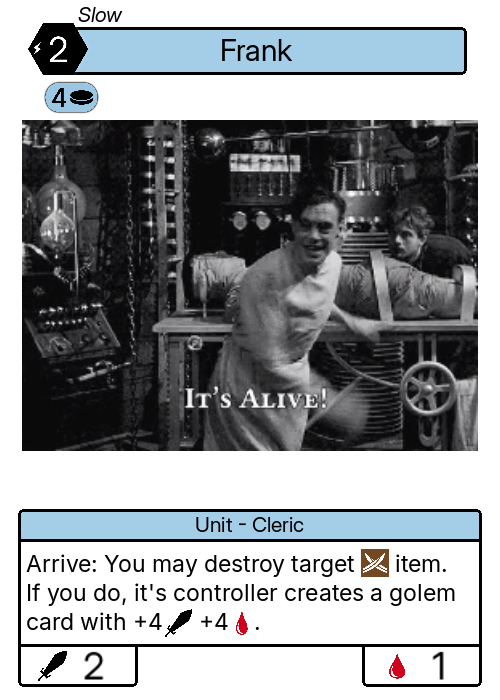 Slow
2
Frank
4
IT'S ALIVE!
Unit - Cleric
Arrive: You may destroy target item.
If you do, it's controller creates a golem
card with +4 +4 .
2
1